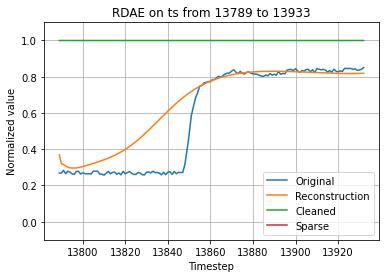 RDAE on ts from 13789 to 13933
Normalized value
1.0
0.8
0.6
0.4
0.2
0.0
Original
Reconstruction
Cleaned
Sparse
13800 13820 13840 13860 13880 13900 13920
Timestep